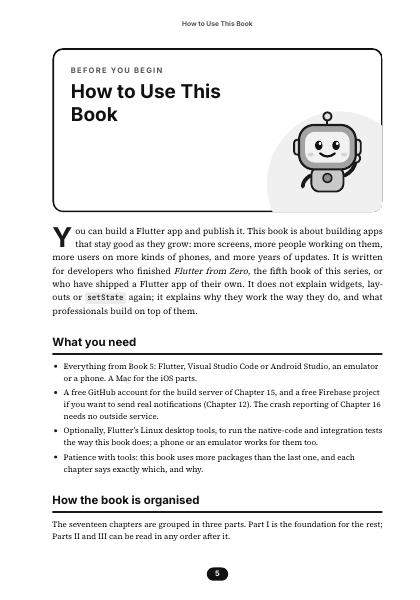 How to Use This Book
BEFORE YOU BEGIN
How to Use This
Book
You can build a Flutter app and publish it. This book is about building apps
that stay good as they grow: more screens, more people working on them,
more users on more kinds of phones, and more years of updates. It is written
for developers who finished Flutter from Zero, the fifth book of this series, or
who have shipped a Flutter app of their own. It does not explain widgets, lay-
outs or setState again; it explains why they work the way they do, and what
professionals build on top of them.
What you need
• Everything from Book 5: Flutter, Visual Studio Code or Android Studio, an emulator
or a phone. A Mac for the iOS parts.
• A free GitHub account for the build server of Chapter 15, and a free Firebase project
if you want to send real notifications (Chapter 12). The crash reporting of Chapter 16
needs no outside service.
• Optionally, Flutter's Linux desktop tools, to run the native-code and integration tests
the way this book does; a phone or an emulator works for them too.
• Patience with tools: this book uses more packages than the last one, and each
chapter says exactly which, and why.
How the book is organised
The seventeen chapters are grouped in three parts. Part I is the foundation for the rest;
Parts II and III can be read in any order after it.
5